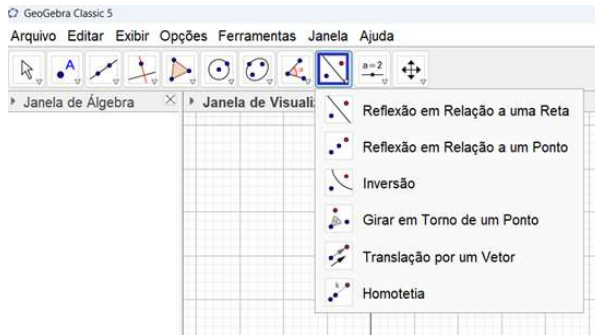 GeoGebra Classic 5
Arquivo Editar Exibir Opções Ferramentas Janela Ajuda
A
a=2
Janela de Álgebra
Janela de Visuali
Reflexão em Relação a uma Reta
Reflexão em Relação a um Ponto
Inversão
Girar em Torno de um Ponto
Translação por um Vetor
Homotetia